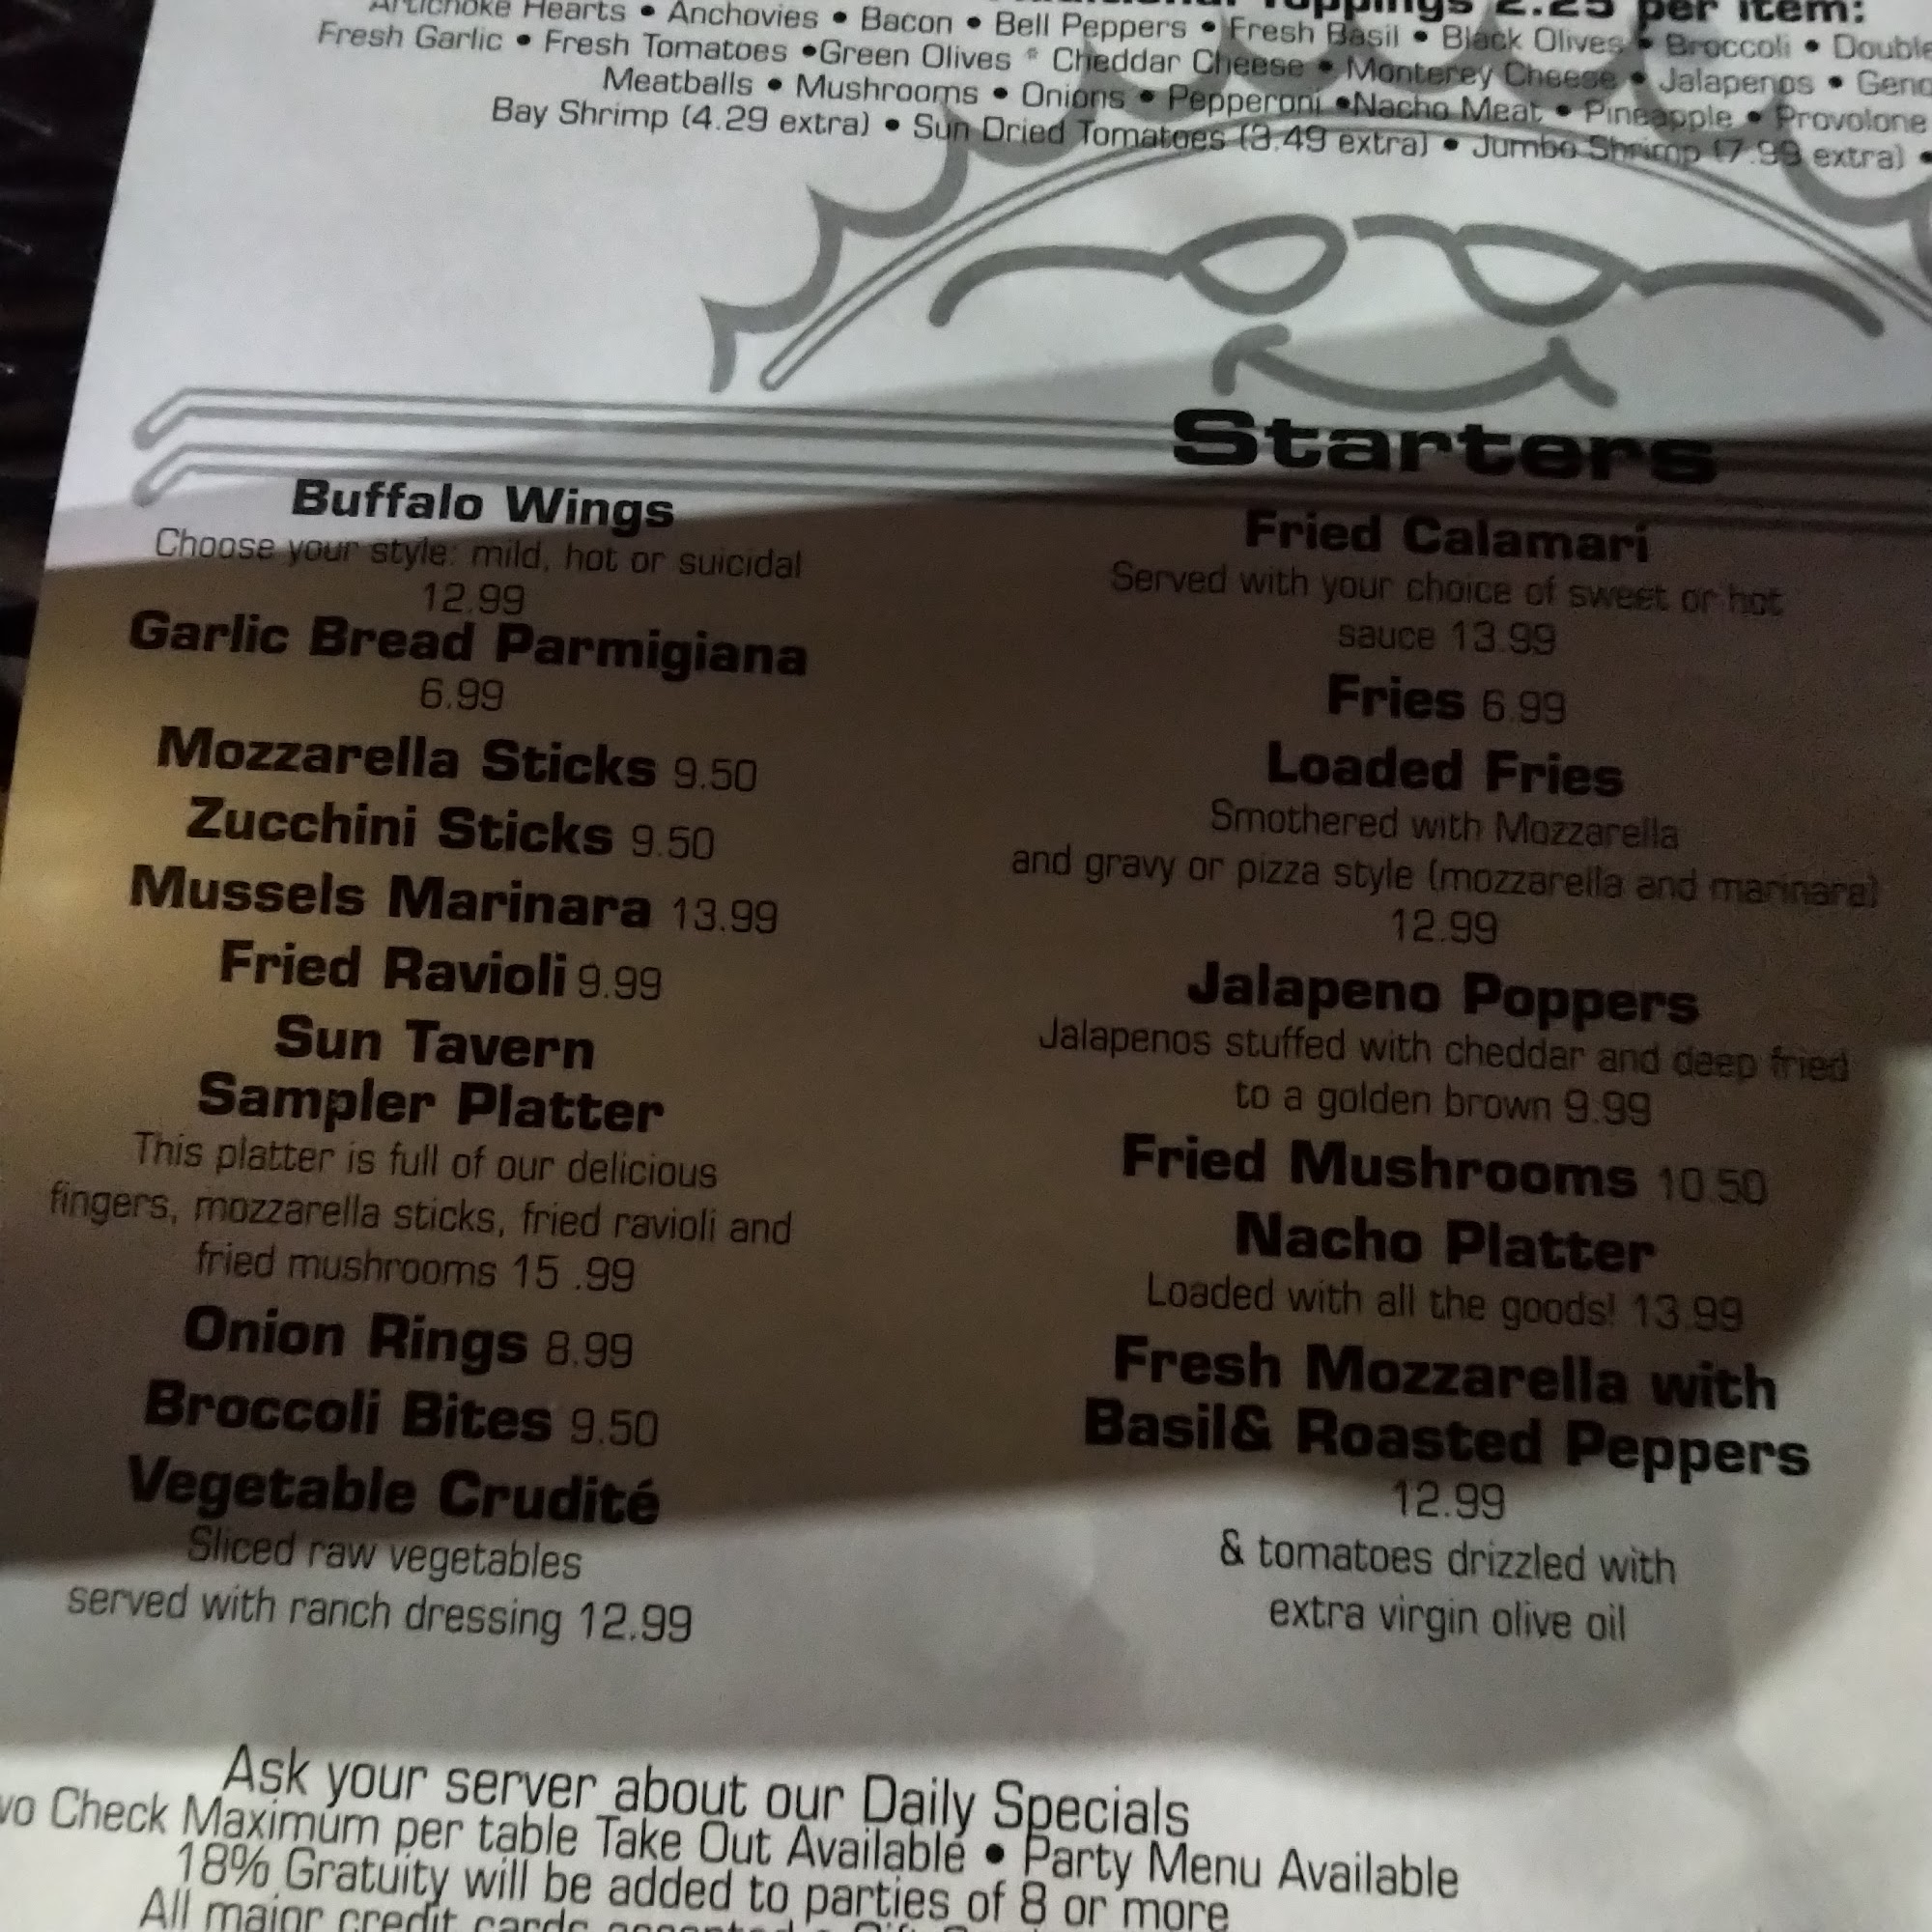 Toppings 2.25 per item:
Artichoke Hearts • Anchovies • Bacon • Bell Peppers • Fresh Basil • Black Olives • Broccoli • Double
Fresh Garlic • Fresh Tomatoes •Green Olives * Cheddar Cheese • Monterey Cheese • Jalapenos •
Meatballs • Mushrooms • Onions • Pepperoni •Nacho Meat • Pineapple • Provolone
Bay Shrimp (4.29 extra) • Sun Dried Tomatoes (3.49 extra) • Jumbo Shrimp (7.99 extra) •
Starters
Buffalo Wings
Choose your style: mild, hot or suicidal
12.99
Garlic Bread Parmigiana
6.99
Mozzarella Sticks 9.50
Zucchini Sticks 9.50
Mussels Marinara 13.99
Fried Ravioli 9.99
Sun Tavern
Sampler Platter
This platter is full of our delicious
fingers, mozzarella sticks, fried ravioli and
fried mushrooms 15 .99
Onion Rings 8.99
Broccoli Bites 9.50
Vegetable Crudité
Sliced raw vegetables
served with ranch dressing 12.99
Fried Calamari
Served with your choice of sweet or hot
sauce 13.99
Fries 6.99
Loaded Fries
Smothered with Mozzarella
and gravy or pizza style (mozzarella and marinara)
12.99
Jalapeno Poppers
Jalapenos stuffed with cheddar and deep fried
to a golden brown 9.99
Fried Mushrooms 10.50
Nacho Platter
Loaded with all the goods! 13.99
Fresh Mozzarella with
Basil& Roasted Peppers
12.99
& tomatoes drizzled with
extra virgin olive oil
Ask your server about our Daily Specials
Check Maximum per table Take Out Available • Party Menu Available
18% Gratuity will be added to parties of 8 or more
All major credit cards